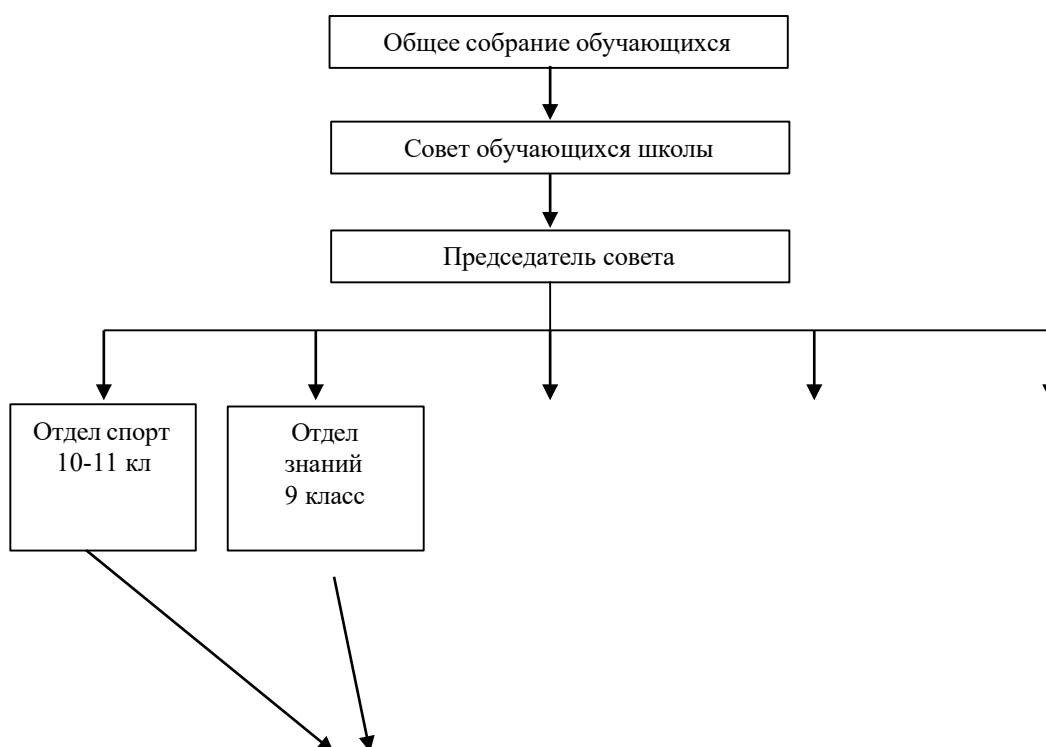 Общее собрание обучающихся
Совет обучающихся школы
Председатель совета
Отдел спорт
10-11 кл
Отдел
знаний
9 класс